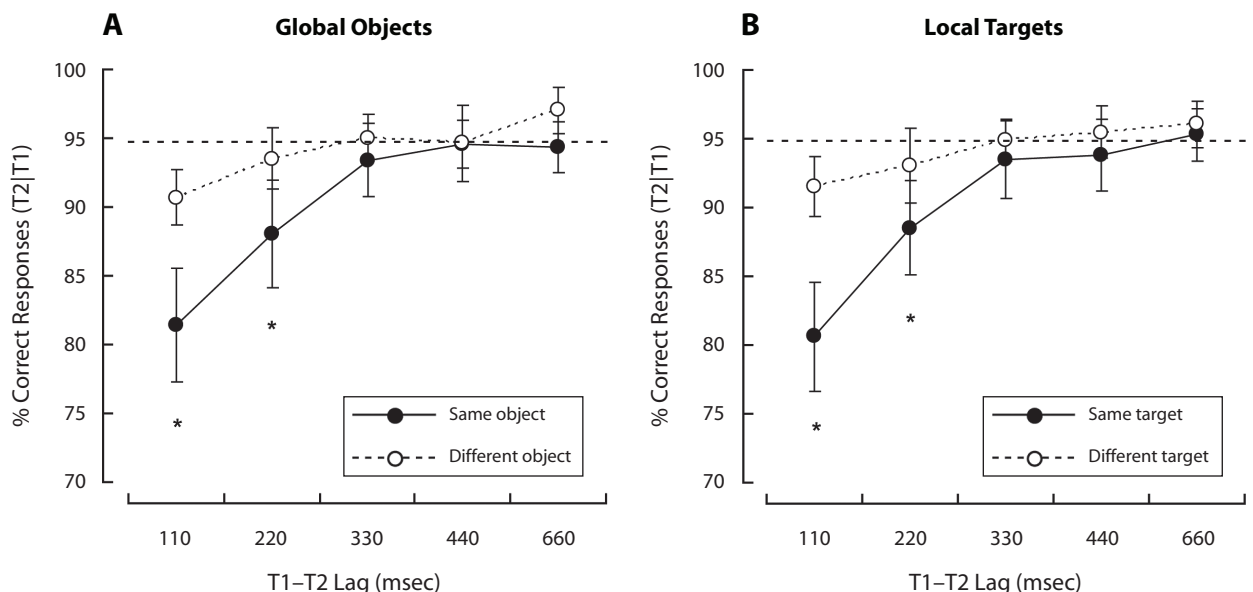 A
Global Objects
% Correct Responses (T2|T1)
100
95
90
85
80
75
70
*
*
Same object
Different object
110 220 330 440 660
T1–T2 Lag (msec)
B
Local Targets
% Correct Responses (T2|T1)
100
95
90
85
80
75
70
*
*
Same target
Different target
110 220 330 440 660
T1–T2 Lag (msec)